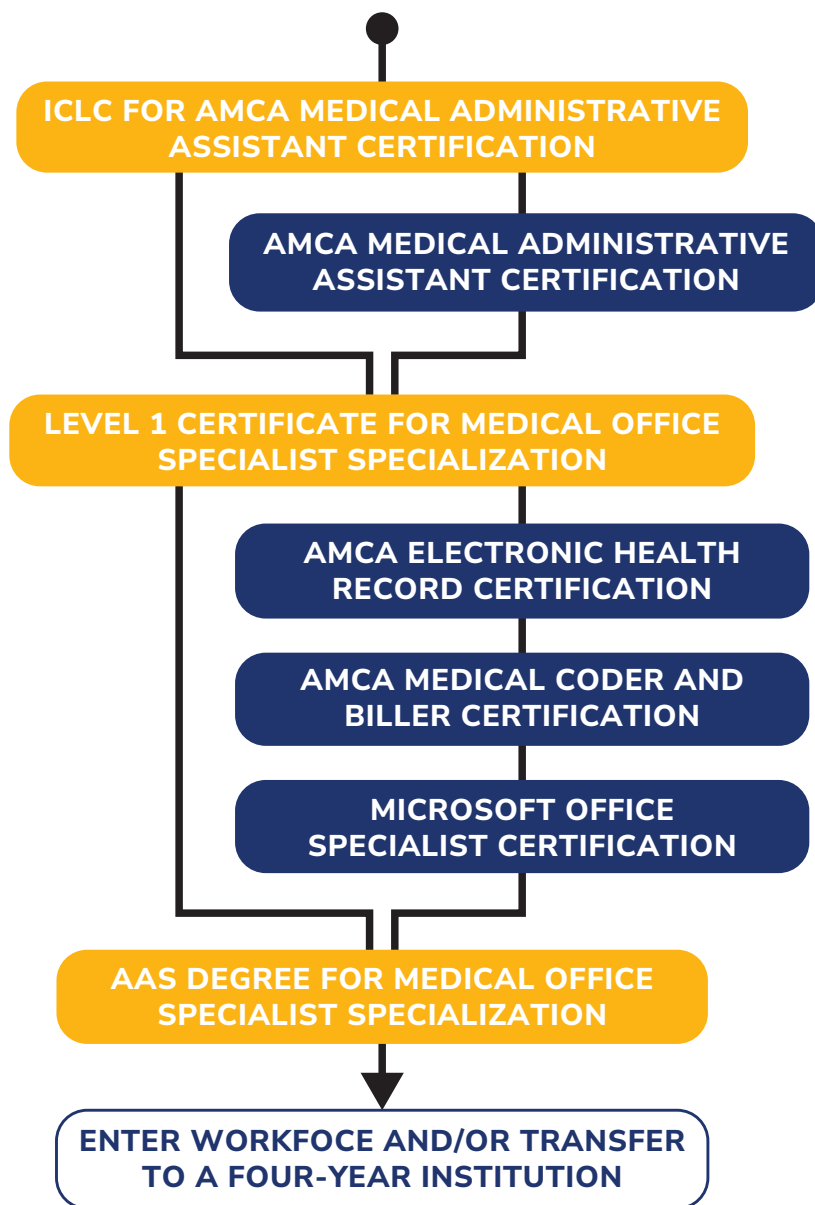 ICLC FOR AMCA MEDICAL ADMINISTRATIVE
ASSISTANT CERTIFICATION
AMCA MEDICAL ADMINISTRATIVE
ASSISTANT CERTIFICATION
LEVEL 1 CERTIFICATE FOR MEDICAL OFFICE
SPECIALIST SPECIALIZATION
AMCA ELECTRONIC HEALTH
RECORD CERTIFICATION
AMCA MEDICAL CODER AND
BILLER CERTIFICATION
MICROSOFT OFFICE
SPECIALIST CERTIFICATION
AAS DEGREE FOR MEDICAL OFFICE
SPECIALIST SPECIALIZATION
ENTER WORKFOCE AND/OR TRANSFER
TO A FOUR-YEAR INSTITUTION